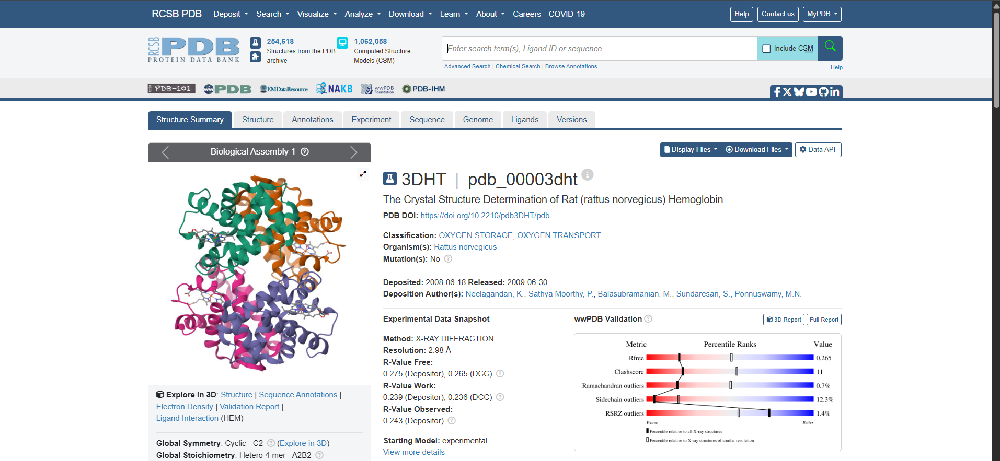 RCSB PDB Deposit Search Visualize Analyze Download Learn About Careers COVID-19 Help Contact us MyPDB
RCSB PDB
PROTEIN DATA BANK
254,618
Structures from the PDB
archive
1,062,058
Computed Structure
Models (CSM)
Enter search term(s), Ligand ID or sequence
Include CSM
Advanced Search | Chemical Search | Browse Annotations
Help
RCSB PDB-101 wwPDB EMDataResource NAKB wwPDB Foundation PDB-IHM
Structure Summary Structure Annotations Experiment Sequence Genome Ligands Versions
Biological Assembly 1
Display Files Download Files Data API
3DHT | pdb_00003dht
The Crystal Structure Determination of Rat (rattus norvegicus) Hemoglobin
PDB DOI: https://doi.org/10.2210/pdb3DHT/pdb
Classification: OXYGEN STORAGE, OXYGEN TRANSPORT
Organism(s): Rattus norvegicus
Mutation(s): No
Deposited: 2008-06-18 Released: 2009-06-30
Deposition Author(s): Neelagandan, K., Sathya Moorthy, P., Balasubramanian, M., Sundaresan, S., Ponnuswamy, M.N.
Experimental Data Snapshot
Method: X-RAY DIFFRACTION
Resolution: 2.98 Å
R-Value Free:
0.275 (Depositor), 0.265 (DCC)
R-Value Work:
0.239 (Depositor), 0.236 (DCC)
R-Value Observed:
0.243 (Depositor)
Starting Model: experimental
View more details
wwPDB Validation
3D Report Full Report
Metric Percentile Ranks Value
Rfree 0.265
Clashscore 11
Ramachandran outliers 0.7%
Sidechain outliers 12.3%
RSRZ outliers 1.4%
Worse Better
Percentile relative to all X-ray structures
Percentile relative to X-ray structures of similar resolution
Explore in 3D: Structure | Sequence Annotations |
Electron Density | Validation Report |
Ligand Interaction (HEM)
Global Symmetry: Cyclic - C2 (Explore in 3D)
Global Stoichiometry: Hetero 4-mer - A2B2